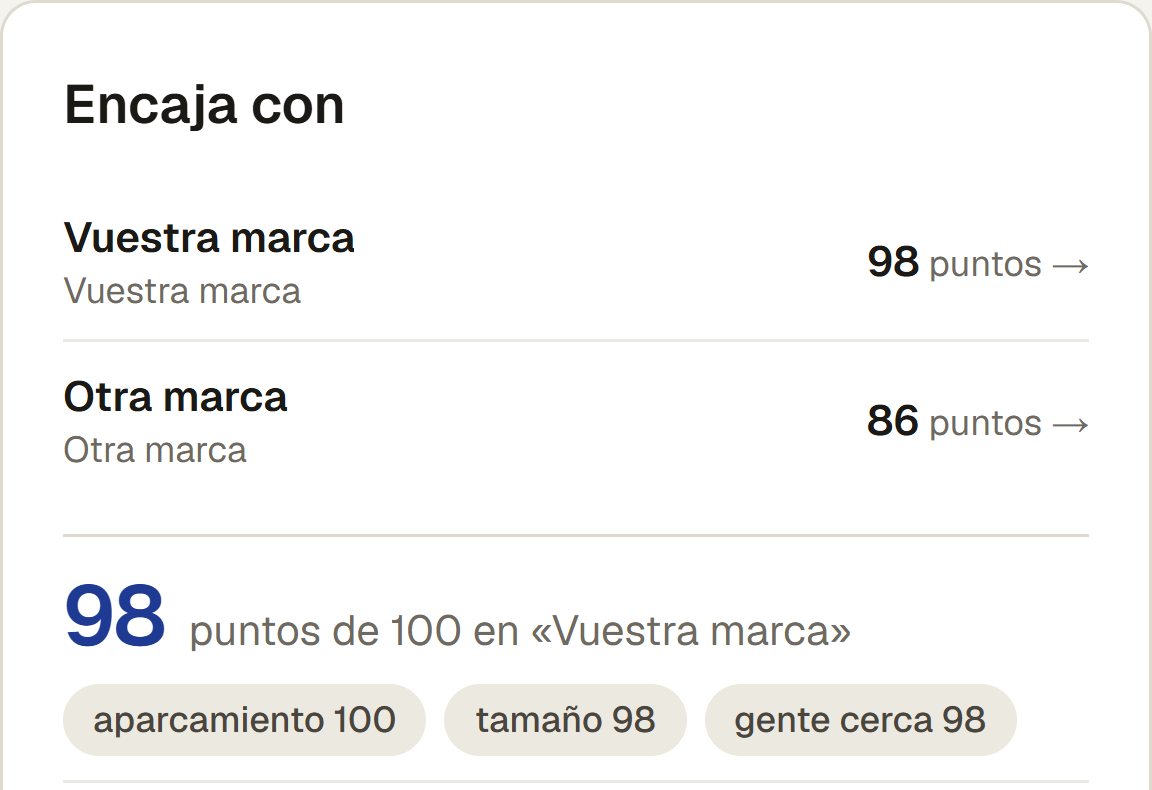 Encaja con
Vuestra marca
Vuestra marca
98 puntos →
Otra marca
Otra marca
86 puntos →
98 puntos de 100 en «Vuestra marca»
aparcamiento 100 tamaño 98 gente cerca 98